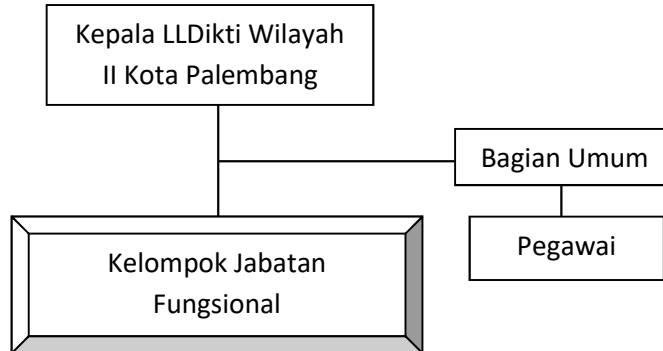 Kepala LLDikti Wilayah
II Kota Palembang
Bagian Umum
Pegawai
Kelompok Jabatan
Fungsional